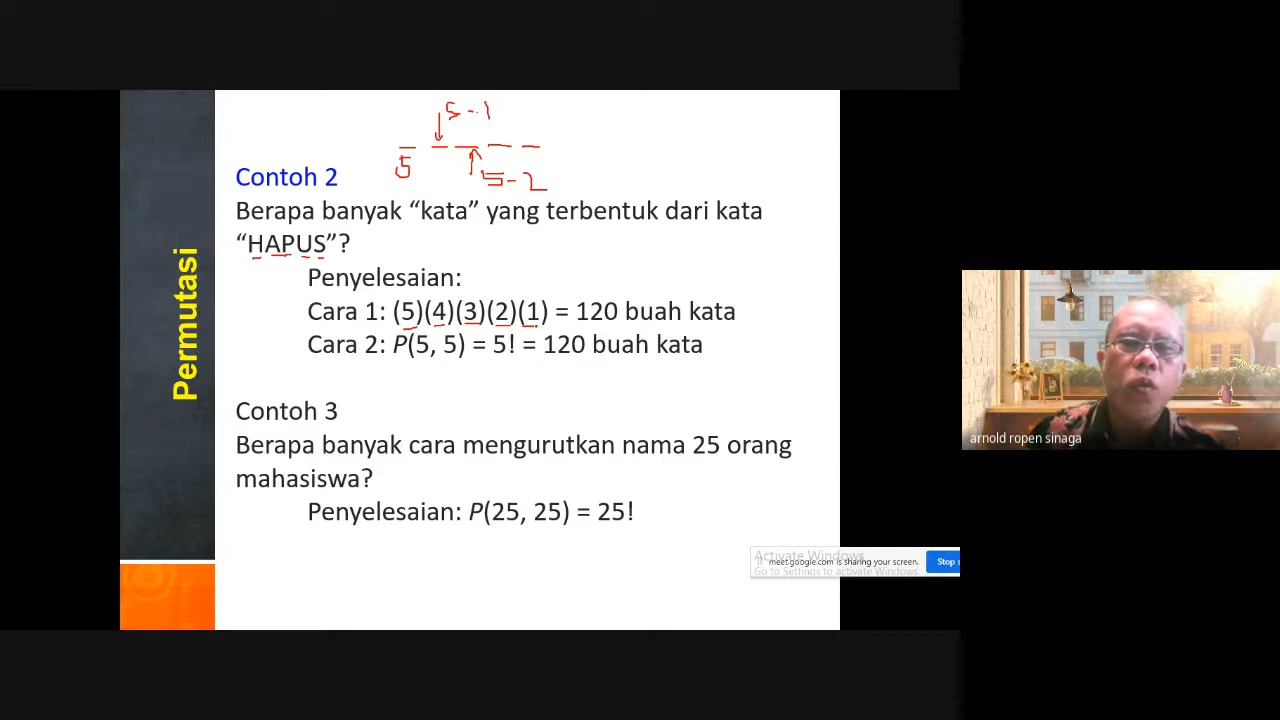 5-1
5
5-2
Permutasi
Contoh 2
Berapa banyak “kata” yang terbentuk dari kata
“HAPUS”?
Penyelesaian:
Cara 1: (5)(4)(3)(2)(1) = 120 buah kata
Cara 2: P(5, 5) = 5! = 120 buah kata
Contoh 3
Berapa banyak cara mengurutkan nama 25 orang
mahasiswa?
Penyelesaian: P(25, 25) = 25!
arnold ropen sinaga
Activate Windows
meet.google.com is sharing your screen.
Stop s
Go to Settings to activate Windows.